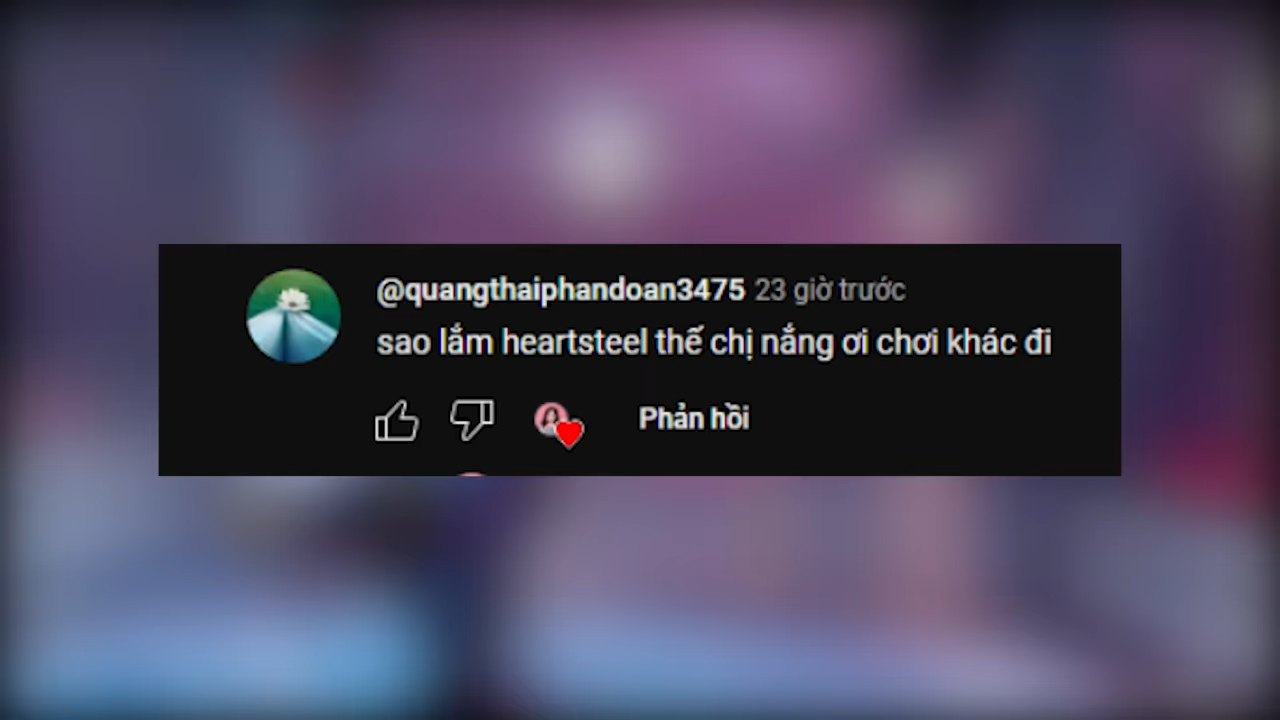 @quangthaiphandoan3475 23 giờ trước
sao lắm heartsteel thế chị nắng ơi chơi khác đi
Phản hồi